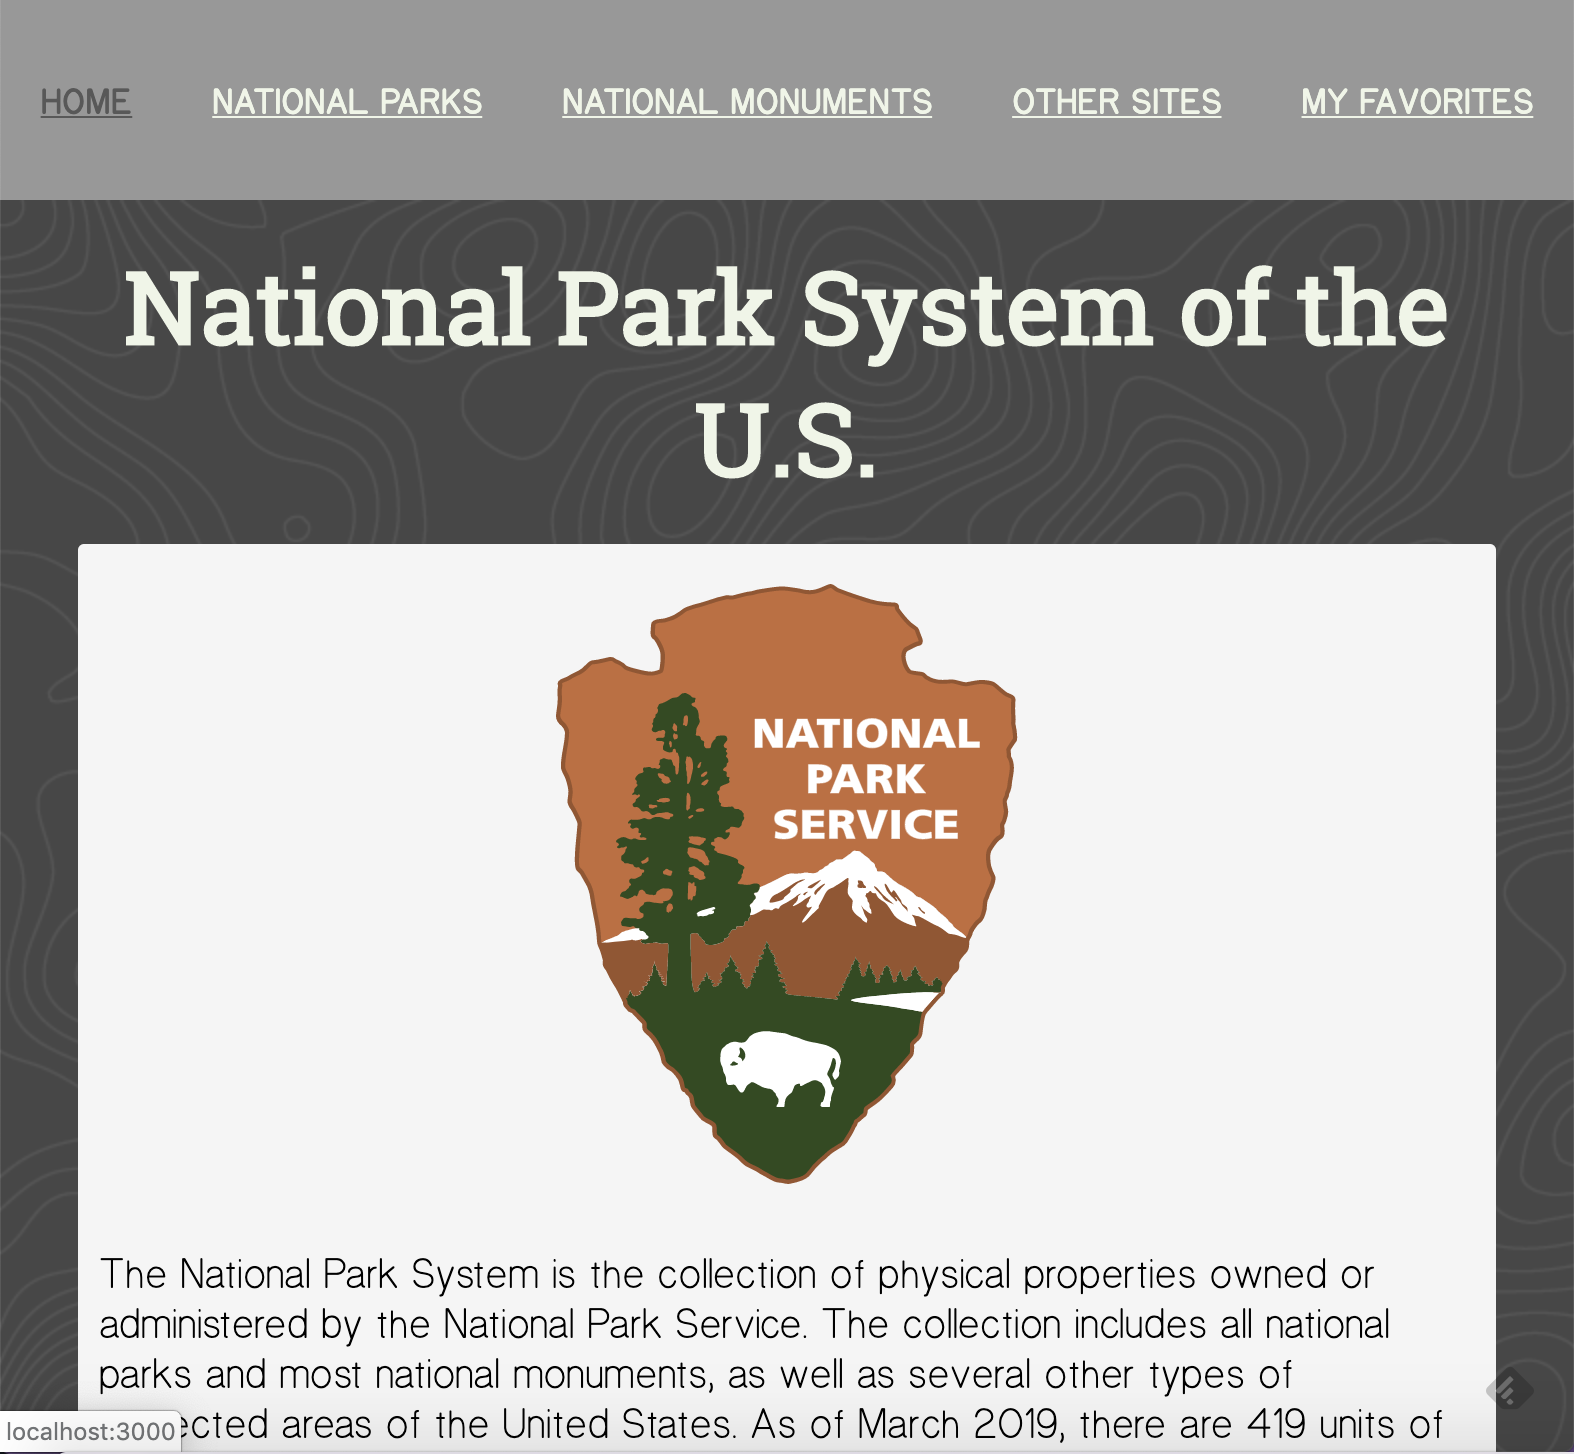 HOME NATIONAL PARKS NATIONAL MONUMENTS OTHER SITES MY FAVORITES
National Park System of the
U.S.
NATIONAL
PARK
SERVICE
The National Park System is the collection of physical properties owned or
administered by the National Park Service. The collection includes all national
parks and most national monuments, as well as several other types of
ected areas of the United States. As of March 2019, there are 419 units of
localhost:3000